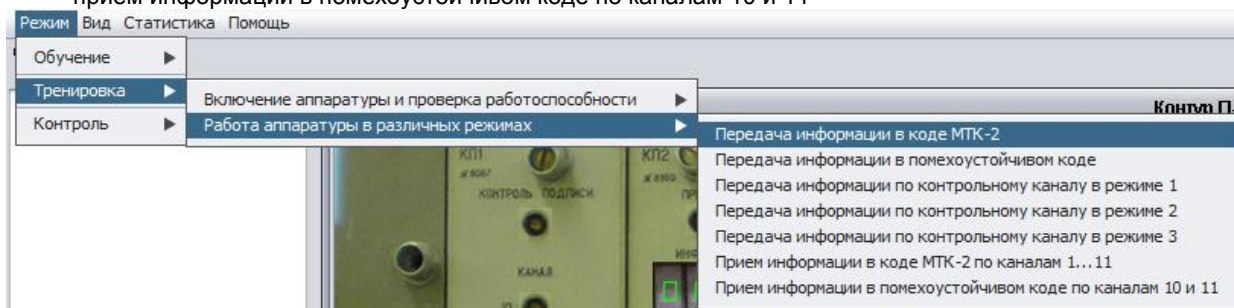 прием информации в помехоустойчивом коде по каналам 10 и 11
Режим Вид Статистика Помощь
Обучение
Тренировка
Контроль
Включение аппаратуры и проверка работоспособности
Работа аппаратуры в различных режимах
Контур П
Передача информации в коде МТК-2
Передача информации в помехоустойчивом коде
Передача информации по контрольному каналу в режиме 1
Передача информации по контрольному каналу в режиме 2
Передача информации по контрольному каналу в режиме 3
Прием информации в коде МТК-2 по каналам 1...11
Прием информации в помехоустойчивом коде по каналам 10 и 11
КП1
КП2
КОНТРОЛЬ ПОДПИСИ
КАНАЛ
10